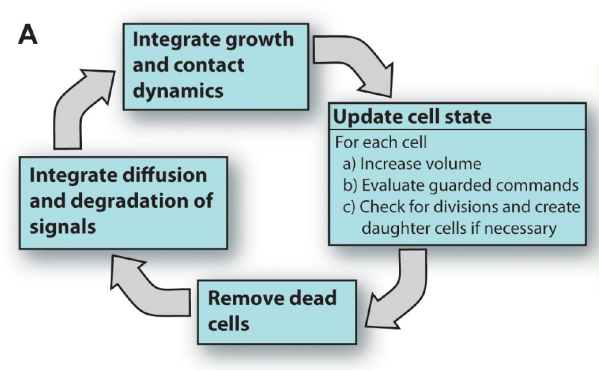 A
Integrate growth
and contact
dynamics
Update cell state
For each cell
a) Increase volume
b) Evaluate guarded commands
c) Check for divisions and create
daughter cells if necessary
Remove dead
cells
Integrate diffusion
and degradation of
signals